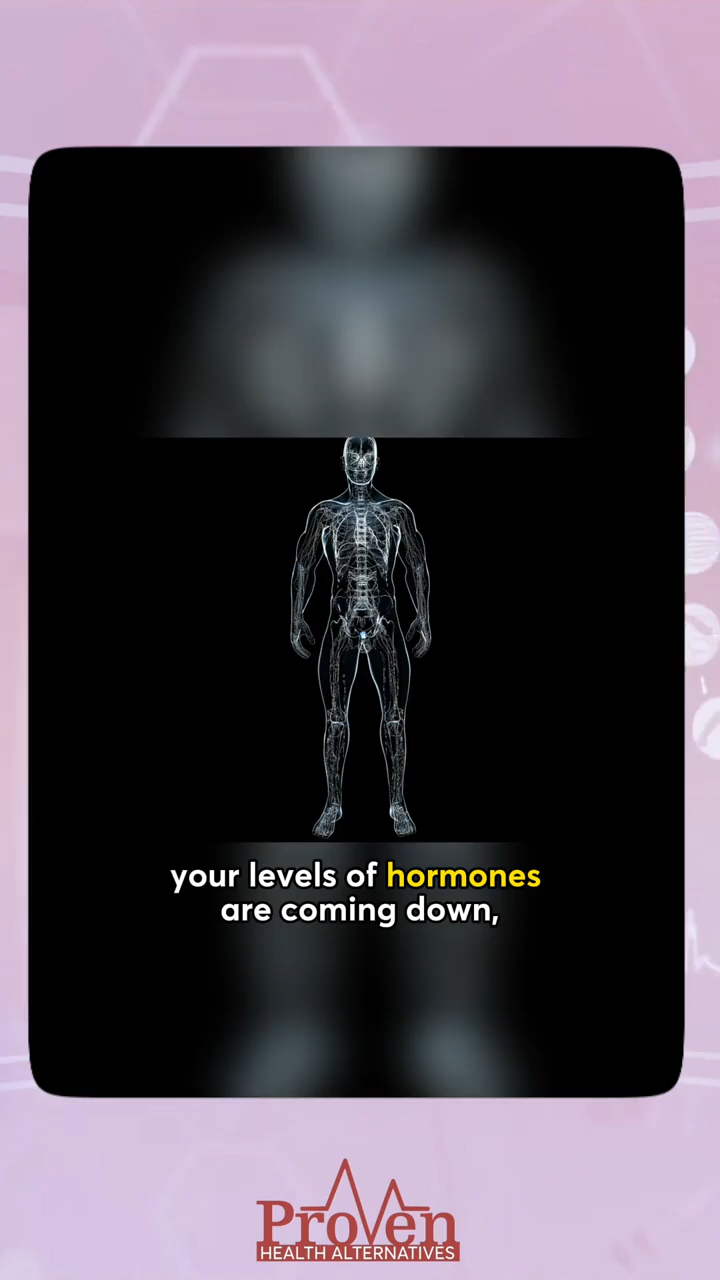 your levels of hormones
are coming down,
Proven
HEALTH ALTERNATIVES